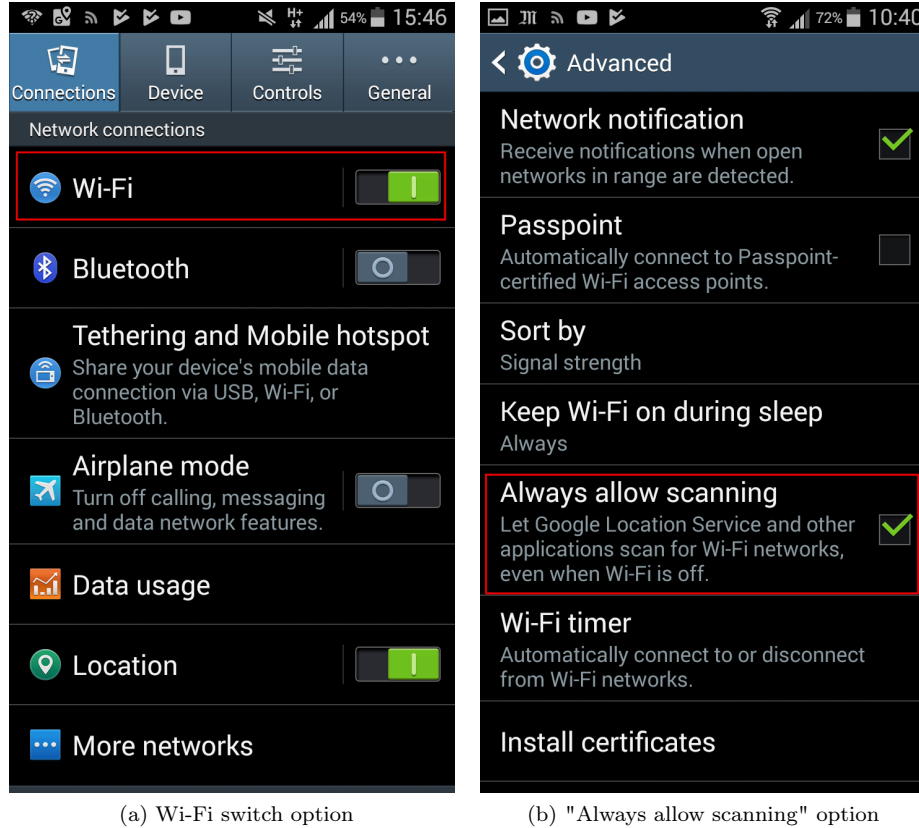 H+ 54% 15:46
Connections Device Controls General
Network connections
Wi-Fi
Bluetooth
Tethering and Mobile hotspot
Share your device's mobile data
connection via USB, Wi-Fi, or
Bluetooth.
Airplane mode
Turn off calling, messaging
and data network features.
Data usage
Location
More networks
(a) Wi-Fi switch option
72% 10:40
Advanced
Network notification
Receive notifications when open
networks in range are detected.
Passpoint
Automatically connect to Passpoint-
certified Wi-Fi access points.
Sort by
Signal strength
Keep Wi-Fi on during sleep
Always
Always allow scanning
Let Google Location Service and other
applications scan for Wi-Fi networks,
even when Wi-Fi is off.
Wi-Fi timer
Automatically connect to or disconnect
from Wi-Fi networks.
Install certificates
(b) "Always allow scanning" option